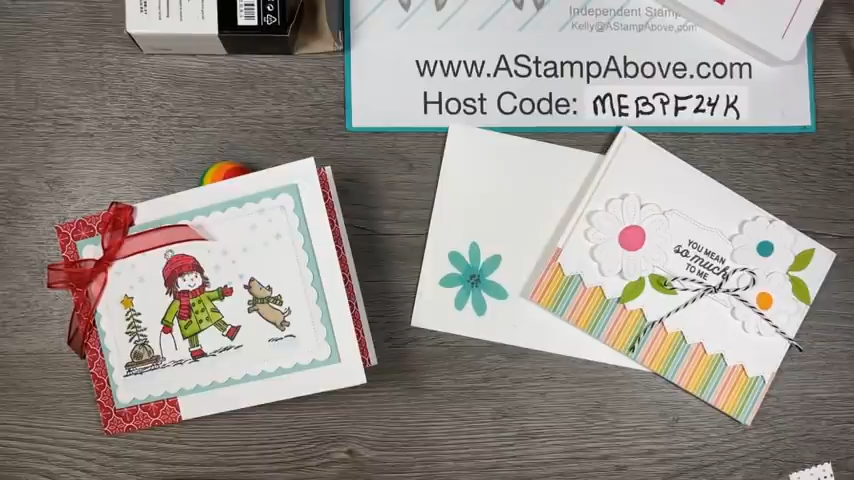 Independent Stamp
Kelly@AStampAbove.com
www.AStampAbove.com
Host Code: MEBPF24K
YOU MEAN
so much
TO ME